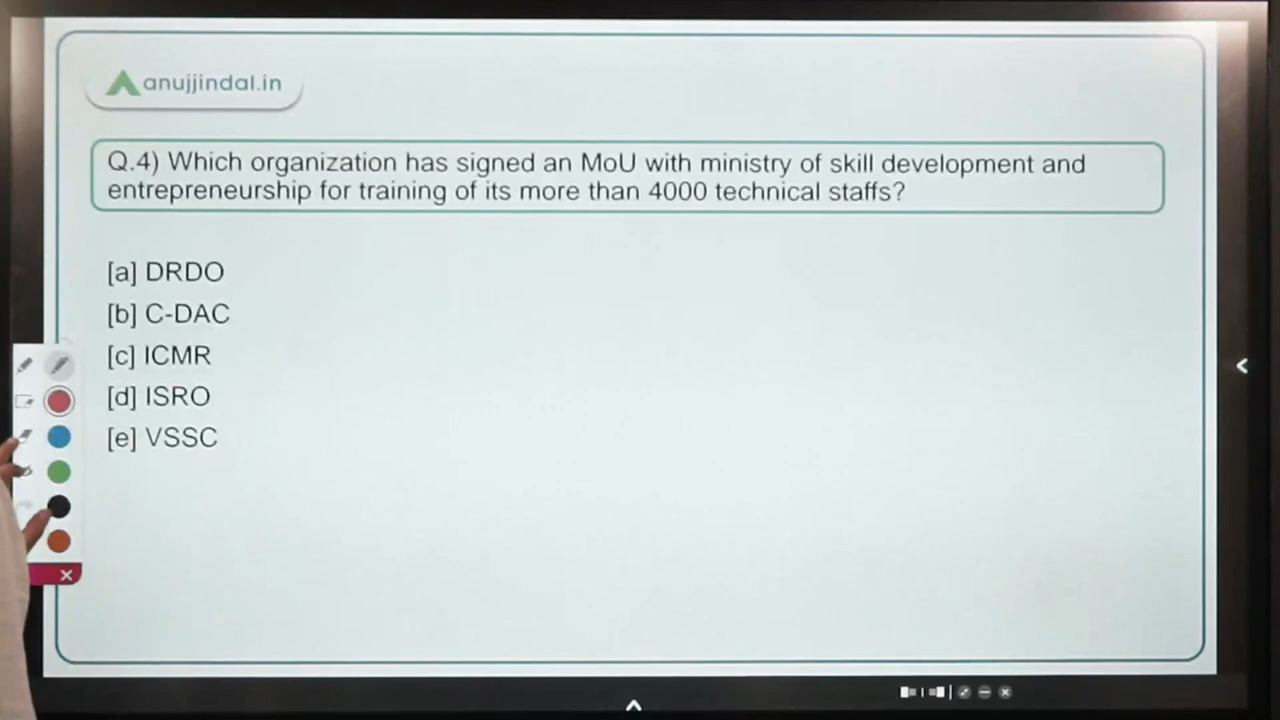 anujjindal.in
Q.4) Which organization has signed an MoU with ministry of skill development and
entrepreneurship for training of its more than 4000 technical staffs?
[a] DRDO
[b] C-DAC
[c] ICMR
[d] ISRO
[e] VSSC